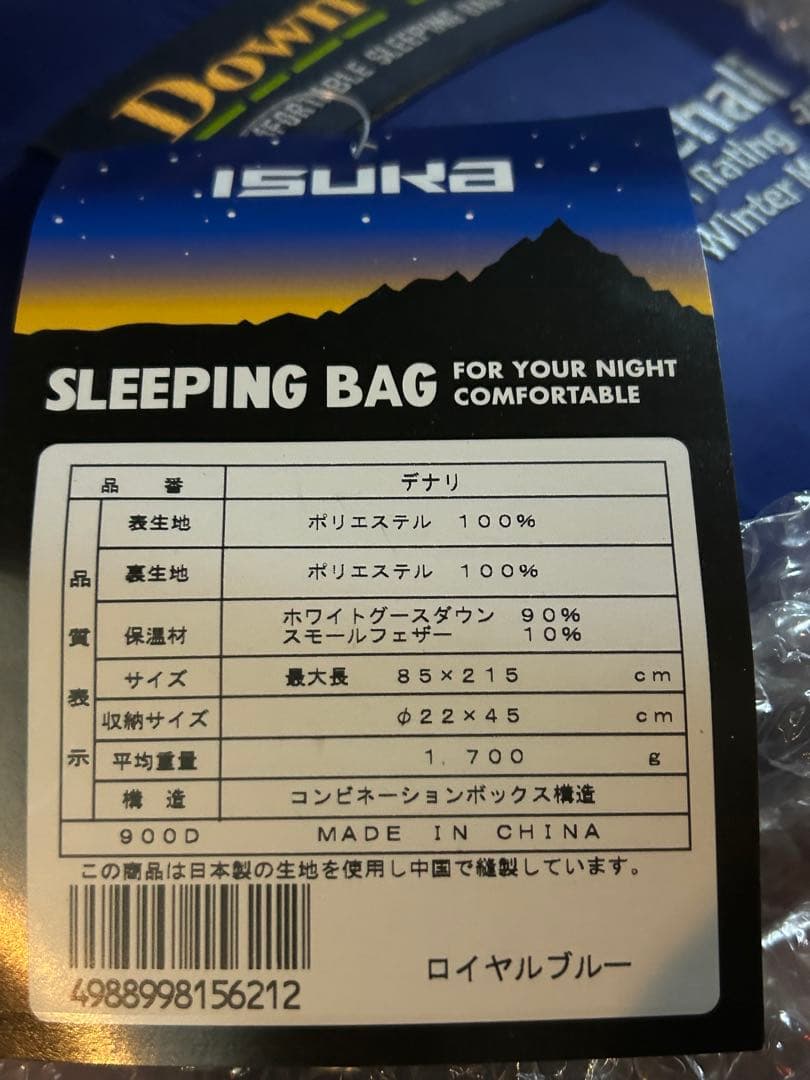 Down
ISUKA
Rating
Winter
SLEEPING BAG FOR YOUR NIGHT
COMFORTABLE
品番 デナリ
品質表示
表生地 ポリエステル 100%
裏生地 ポリエステル 100%
保温材 ホワイトグースダウン 90%
スモールフェザー 10%
サイズ 最大長 85×215 cm
収納サイズ φ22×45 cm
平均重量 1,700 g
構造 コンビネーションボックス構造
900D MADE IN CHINA
この商品は日本製の生地を使用し中国で縫製しています。
4988998156212
ロイヤルブルー